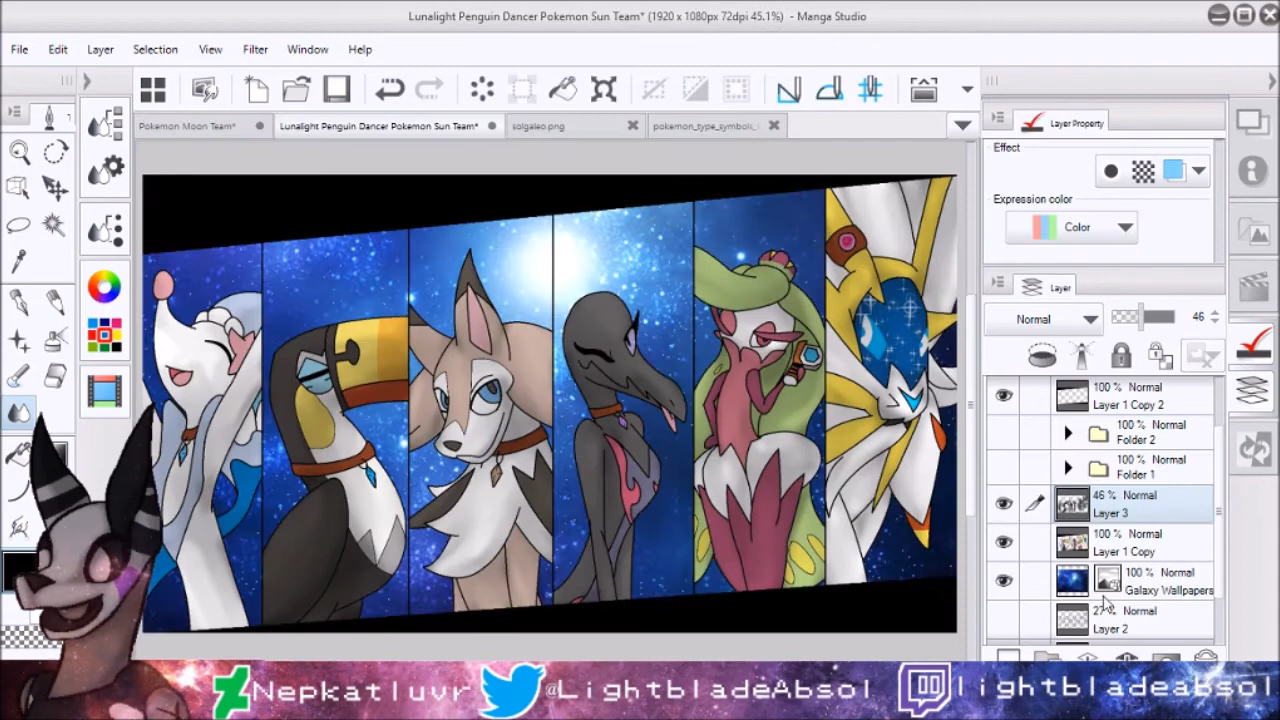 Lunalight Penguin Dancer Pokemon Sun Team* (1920 x 1080px 72dpi 45.1%) - Manga Studio
File Edit Layer Selection View Filter Window Help
Pokemon Moon Team* Lunalight Penguin Dancer Pokemon Sun Team* solgaleo.png pokemon_type_symbols_
Layer Property
Effect
Expression color
Color
Layer
Normal 46
100 % Normal
Layer 1 Copy 2
100 % Normal
Folder 2
100 % Normal
Folder 1
46 % Normal
Layer 3
100 % Normal
Layer 1 Copy
100 % Normal
Galaxy Wallpapers
Normal
Layer 2
Nepkatluvr @LightbladeAbsol lightbladeabsol